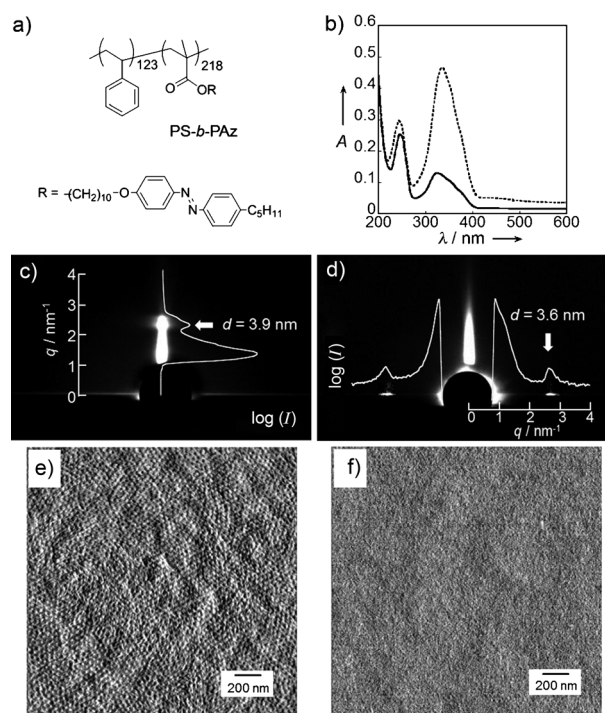 a)
123
218
O
OR
PS-b-PAz
R = -(CH2)10-O
N
N
C5H11
b)
0.6
0.5
0.4
A
0.3
0.2
0.1
0
200 300 400 500 600
λ / nm
c)
4
3
q / nm-1
2
1
0
d = 3.9 nm
log (I)
d)
d = 3.6 nm
log (I)
0 1 2 3 4
q / nm-1
e)
200 nm
f)
200 nm